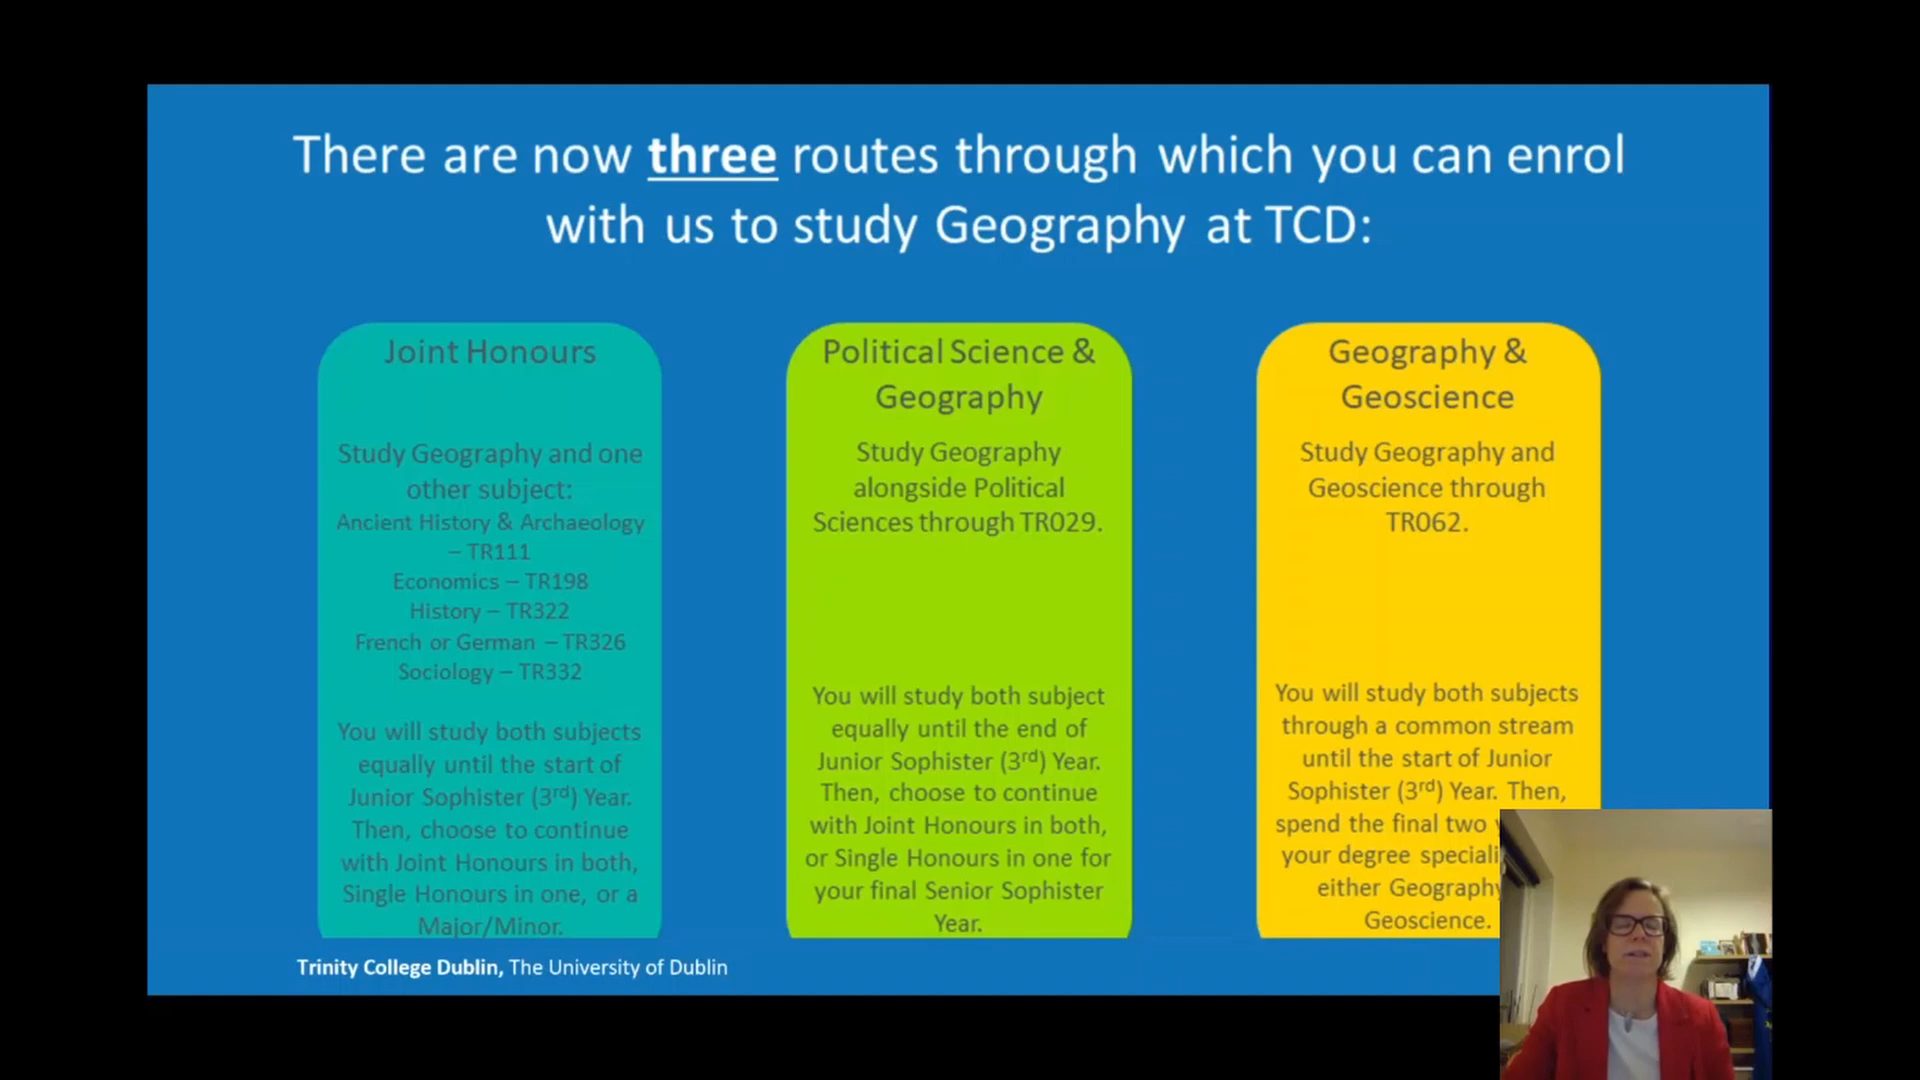 There are now three routes through which you can enrol
with us to study Geography at TCD:
Joint Honours
Study Geography and one
other subject:
Ancient History & Archaeology
– TR111
Economics – TR198
History – TR322
French or German – TR326
Sociology – TR332
You will study both subjects
equally until the start of
Junior Sophister (3rd) Year.
Then, choose to continue
with Joint Honours in both,
Single Honours in one, or a
Major/Minor.
Political Science &
Geography
Study Geography
alongside Political
Sciences through TR029.
You will study both subject
equally until the end of
Junior Sophister (3rd) Year.
Then, choose to continue
with Joint Honours in both,
or Single Honours in one for
your final Senior Sophister
Year.
Geography &
Geoscience
Study Geography and
Geoscience through
TR062.
You will study both subjects
through a common stream
until the start of Junior
Sophister (3rd) Year. Then,
spend the final two
your degree
either
Geoscience.
Trinity College Dublin, The University of Dublin